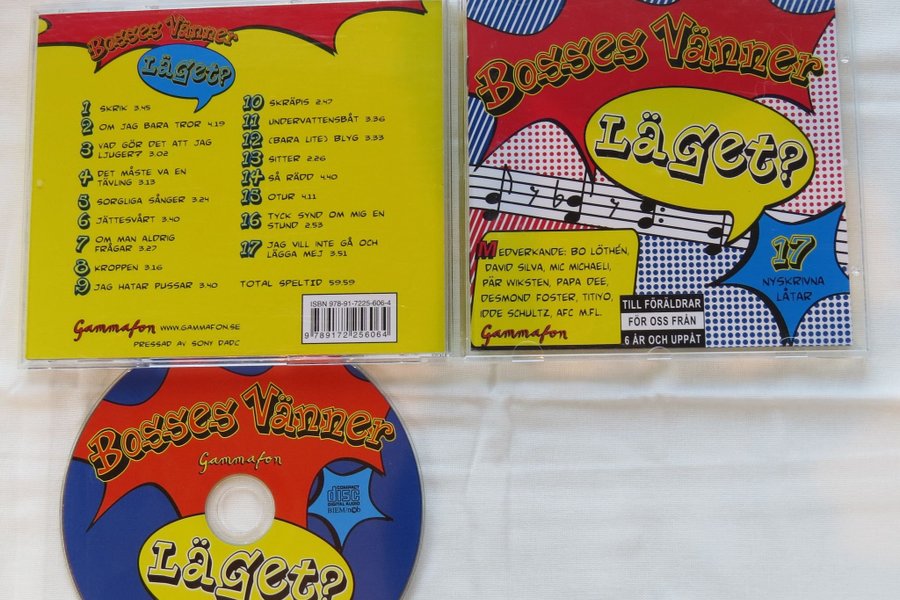 Bosses Vänner
Läget?
1 SKRIK 3.45
2 OM JAG BARA TROR 4.19
3 VAD GÖR DET ATT JAG
LJUGER? 3.02
4 DET MÅSTE VA EN
TÄVLING 3.13
5 SORGLIGA SÅNGER 3.24
6 JÄTTESVÅRT 3.40
7 OM MAN ALDRIG
FRÅGAR 3.27
8 KROPPEN 3.16
9 JAG HATAR PUSSAR 3.40
10 SKRÄPIS 2.47
11 UNDERVATTENSBÅT 3.36
12 (BARA LITE) BLYG 3.33
13 SITTER 2.26
14 SÅ RÄDD 4.40
15 OTUR 4.11
16 TYCK SYND OM MIG EN
STUND 2.53
17 JAG VILL INTE GÅ OCH
LÄGGA MEJ 3.51
TOTAL SPELTID 59.59
ISBN 978-91-7225-606-4
9 789172 256064
Gammafon WWW.GAMMAFON.SE
PRESSAD AV SONY DADC
Bosses Vänner
Läget?
MEDVERKANDE: BO LÖTHÉN,
DAVID SILVA, MIC MICHAELI,
PÄR WIKSTEN, PAPA DEE,
DESMOND FOSTER, TITIYO,
IDDE SCHULTZ, AFC M.FL.
Gammafon
TILL FÖRÄLDRAR
FÖR OSS FRÅN
6 ÅR OCH UPPÅT
17
NYSKRIVNA
LÅTAR
Bosses Vänner
Gammafon
COMPACT
disc
DIGITAL AUDIO
BIEM/n©b
Läget?